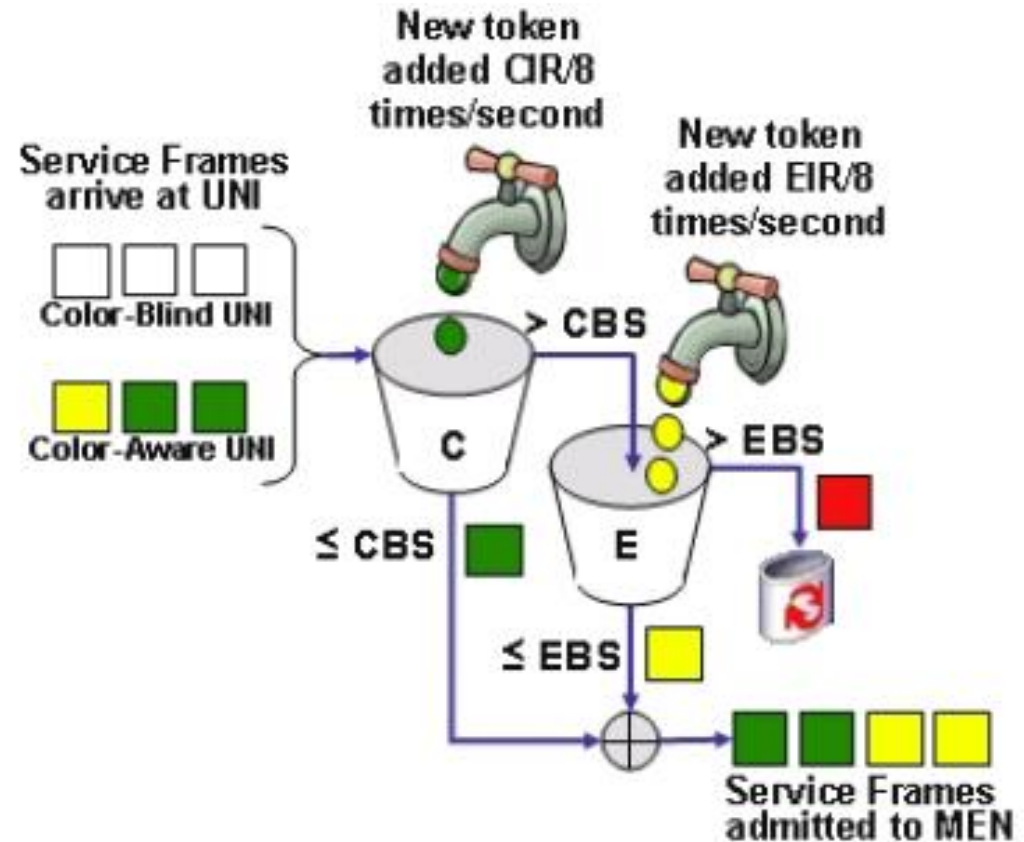 New token
added CIR/8
times/second
New token
added EIR/8
times/second
Service Frames
arrive at UNI
Color-Blind UNI
> CBS
Color-Aware UNI
C
> EBS
≤ CBS
E
≤ EBS
Service Frames
admitted to MEN